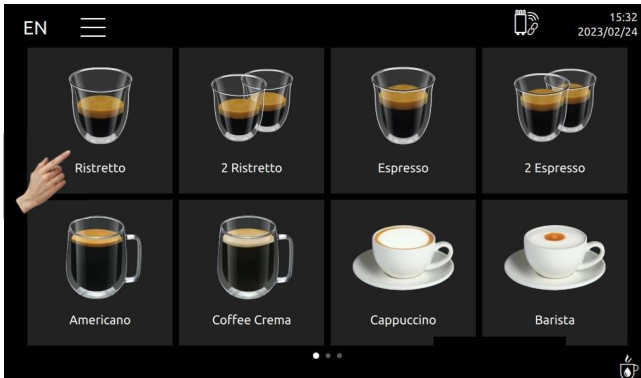 EN
15:32
2023/02/24
Ristretto
2 Ristretto
Espresso
2 Espresso
Americano
Coffee Crema
Cappuccino
Barista